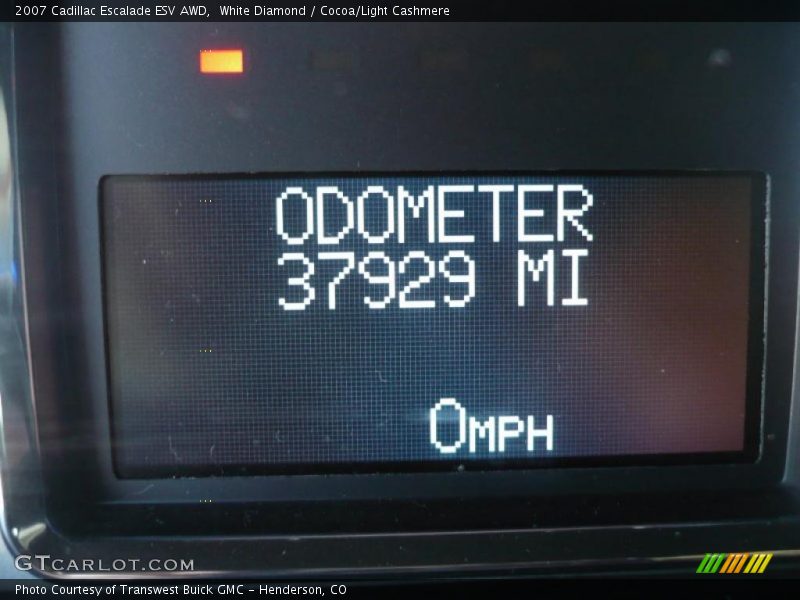 2007 Cadillac Escalade ESV AWD,  White Diamond / Cocoa/Light Cashmere
ODOMETER
37929 MI
0MPH
GTCARLOT.COM
Photo Courtesy of Transwest Buick GMC - Henderson, CO